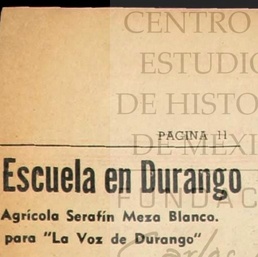 CENTRO
ESTUDIO
DE HISTO
PAGINA 11
DE MEXI
Escuela en Durango
FUNDAC
Agrícola Serafín Meza Blanco.
para "La Voz de Durango"
Carlos